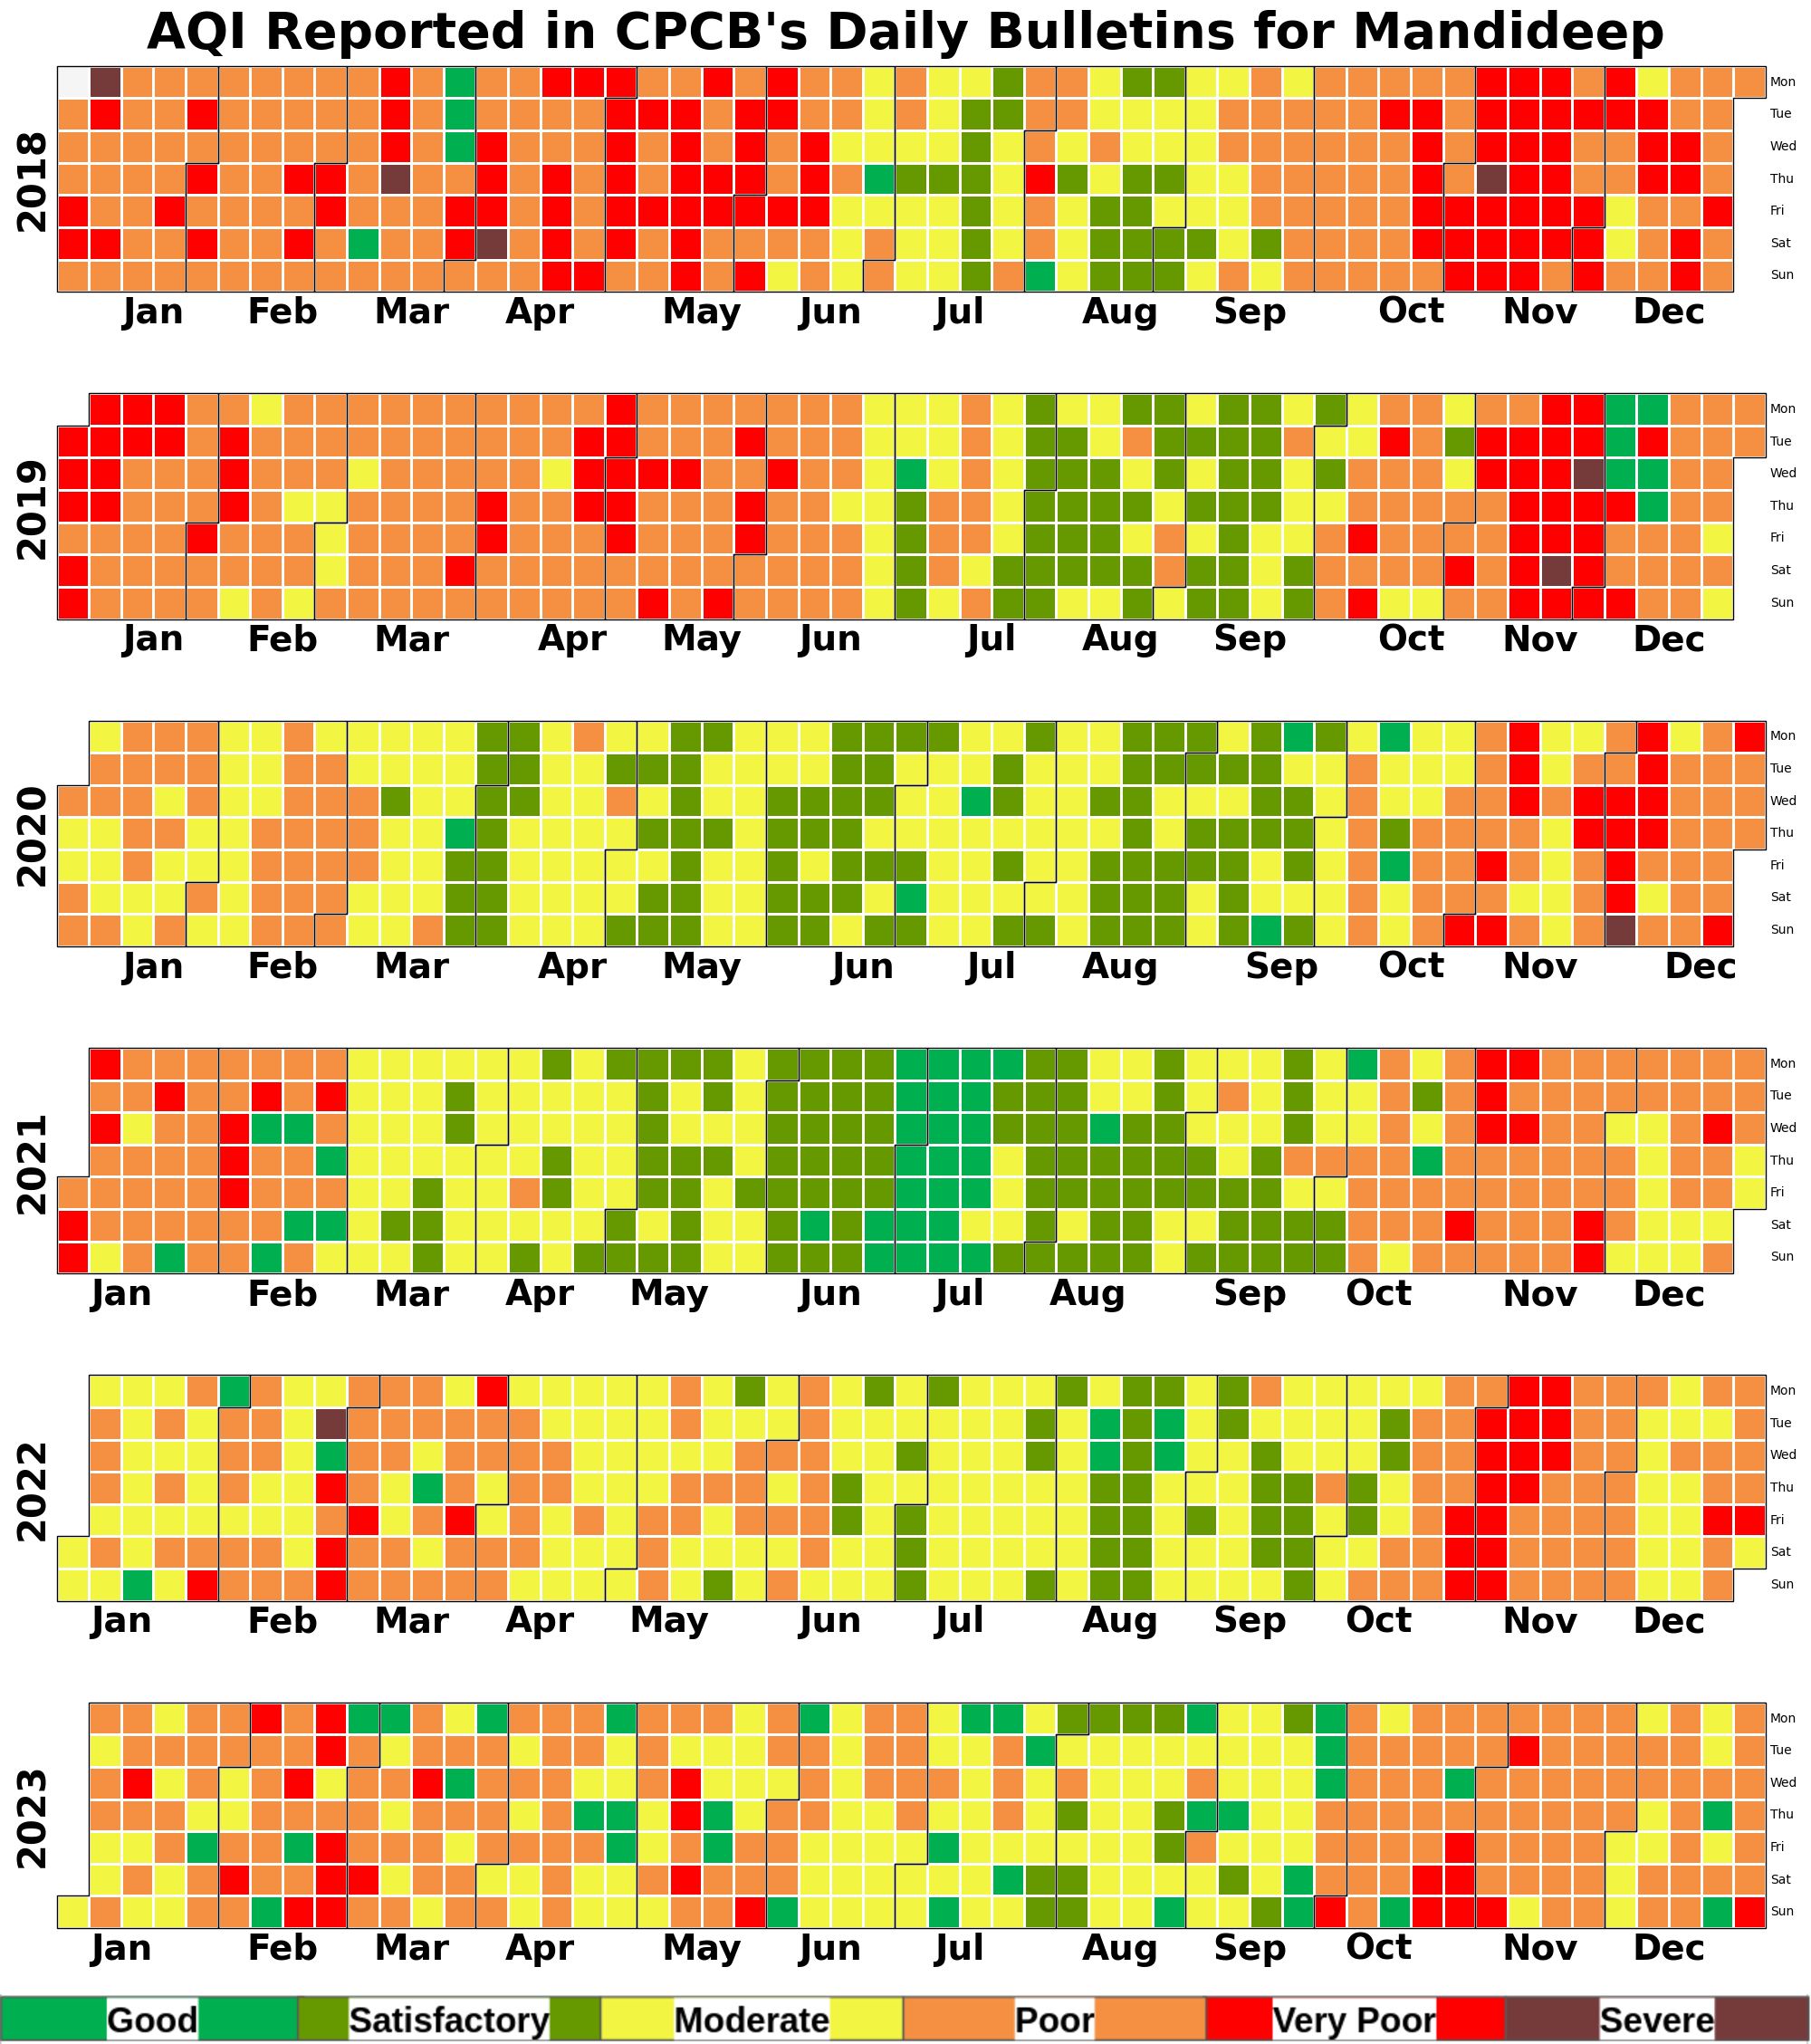 AQI Reported in CPCB's Daily Bulletins for Mandideep
2018
Mon
Tue
Wed
Thu
Fri
Sat
Sun
Jan Feb Mar Apr May Jun Jul Aug Sep Oct Nov Dec
2019
Mon
Tue
Wed
Thu
Fri
Sat
Sun
Jan Feb Mar Apr May Jun Jul Aug Sep Oct Nov Dec
2020
Mon
Tue
Wed
Thu
Fri
Sat
Sun
Jan Feb Mar Apr May Jun Jul Aug Sep Oct Nov Dec
2021
Mon
Tue
Wed
Thu
Fri
Sat
Sun
Jan Feb Mar Apr May Jun Jul Aug Sep Oct Nov Dec
2022
Mon
Tue
Wed
Thu
Fri
Sat
Sun
Jan Feb Mar Apr May Jun Jul Aug Sep Oct Nov Dec
2023
Mon
Tue
Wed
Thu
Fri
Sat
Sun
Jan Feb Mar Apr May Jun Jul Aug Sep Oct Nov Dec
Good Satisfactory Moderate Poor Very Poor Severe